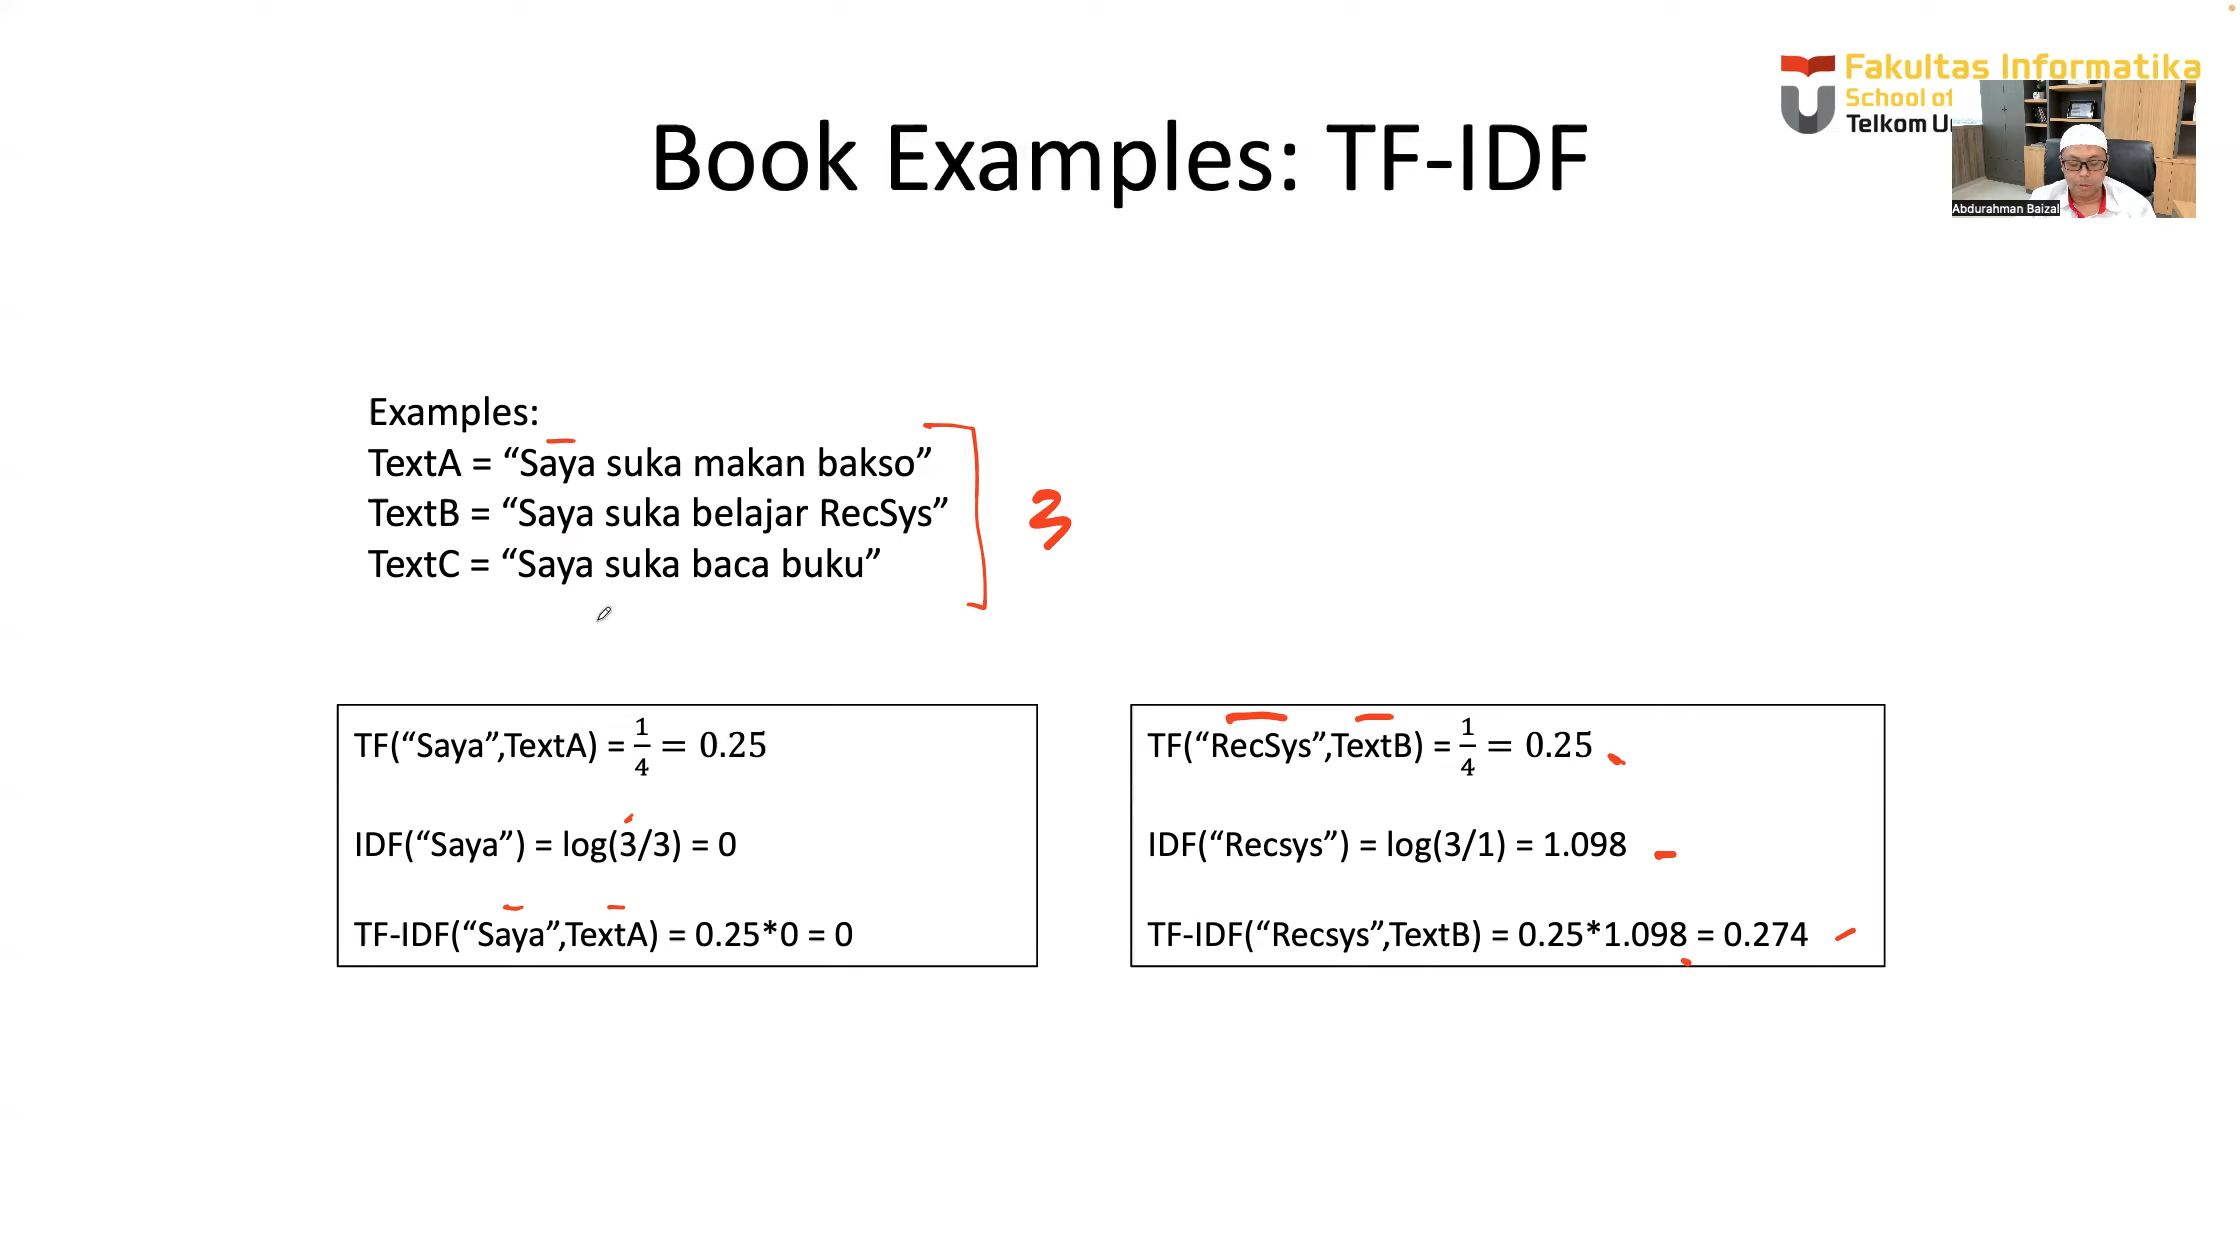 Fakultas Informatika
School of
Telkom U
Abdurahman Baizal
Book Examples: TF-IDF
Examples:
TextA = “Saya suka makan bakso”
TextB = “Saya suka belajar RecSys”
TextC = “Saya suka baca buku”
3
TF(“Saya”,TextA) = 1/4 = 0.25
IDF(“Saya”) = log(3/3) = 0
TF-IDF(“Saya”,TextA) = 0.25*0 = 0
TF(“RecSys”,TextB) = 1/4 = 0.25
IDF(“Recsys”) = log(3/1) = 1.098
TF-IDF(“Recsys”,TextB) = 0.25*1.098 = 0.274